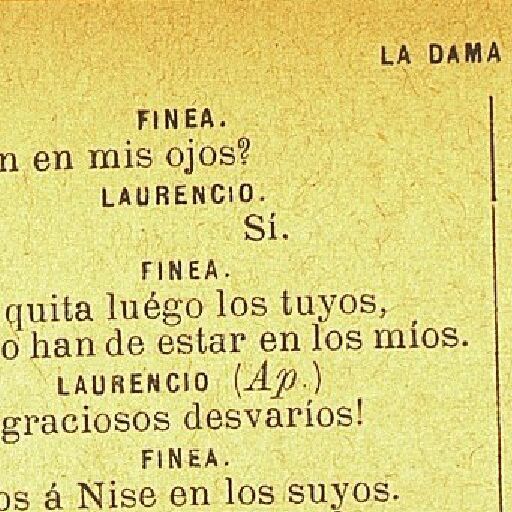 LA DAMA
FINEA.
en mis ojos?
LAURENCIO.
Sí.
FINEA.
quita luégo los tuyos,
o han de estar en los míos.
LAURENCIO (Ap.)
graciosos desvaríos!
FINEA.
os á Nise en los suyos.